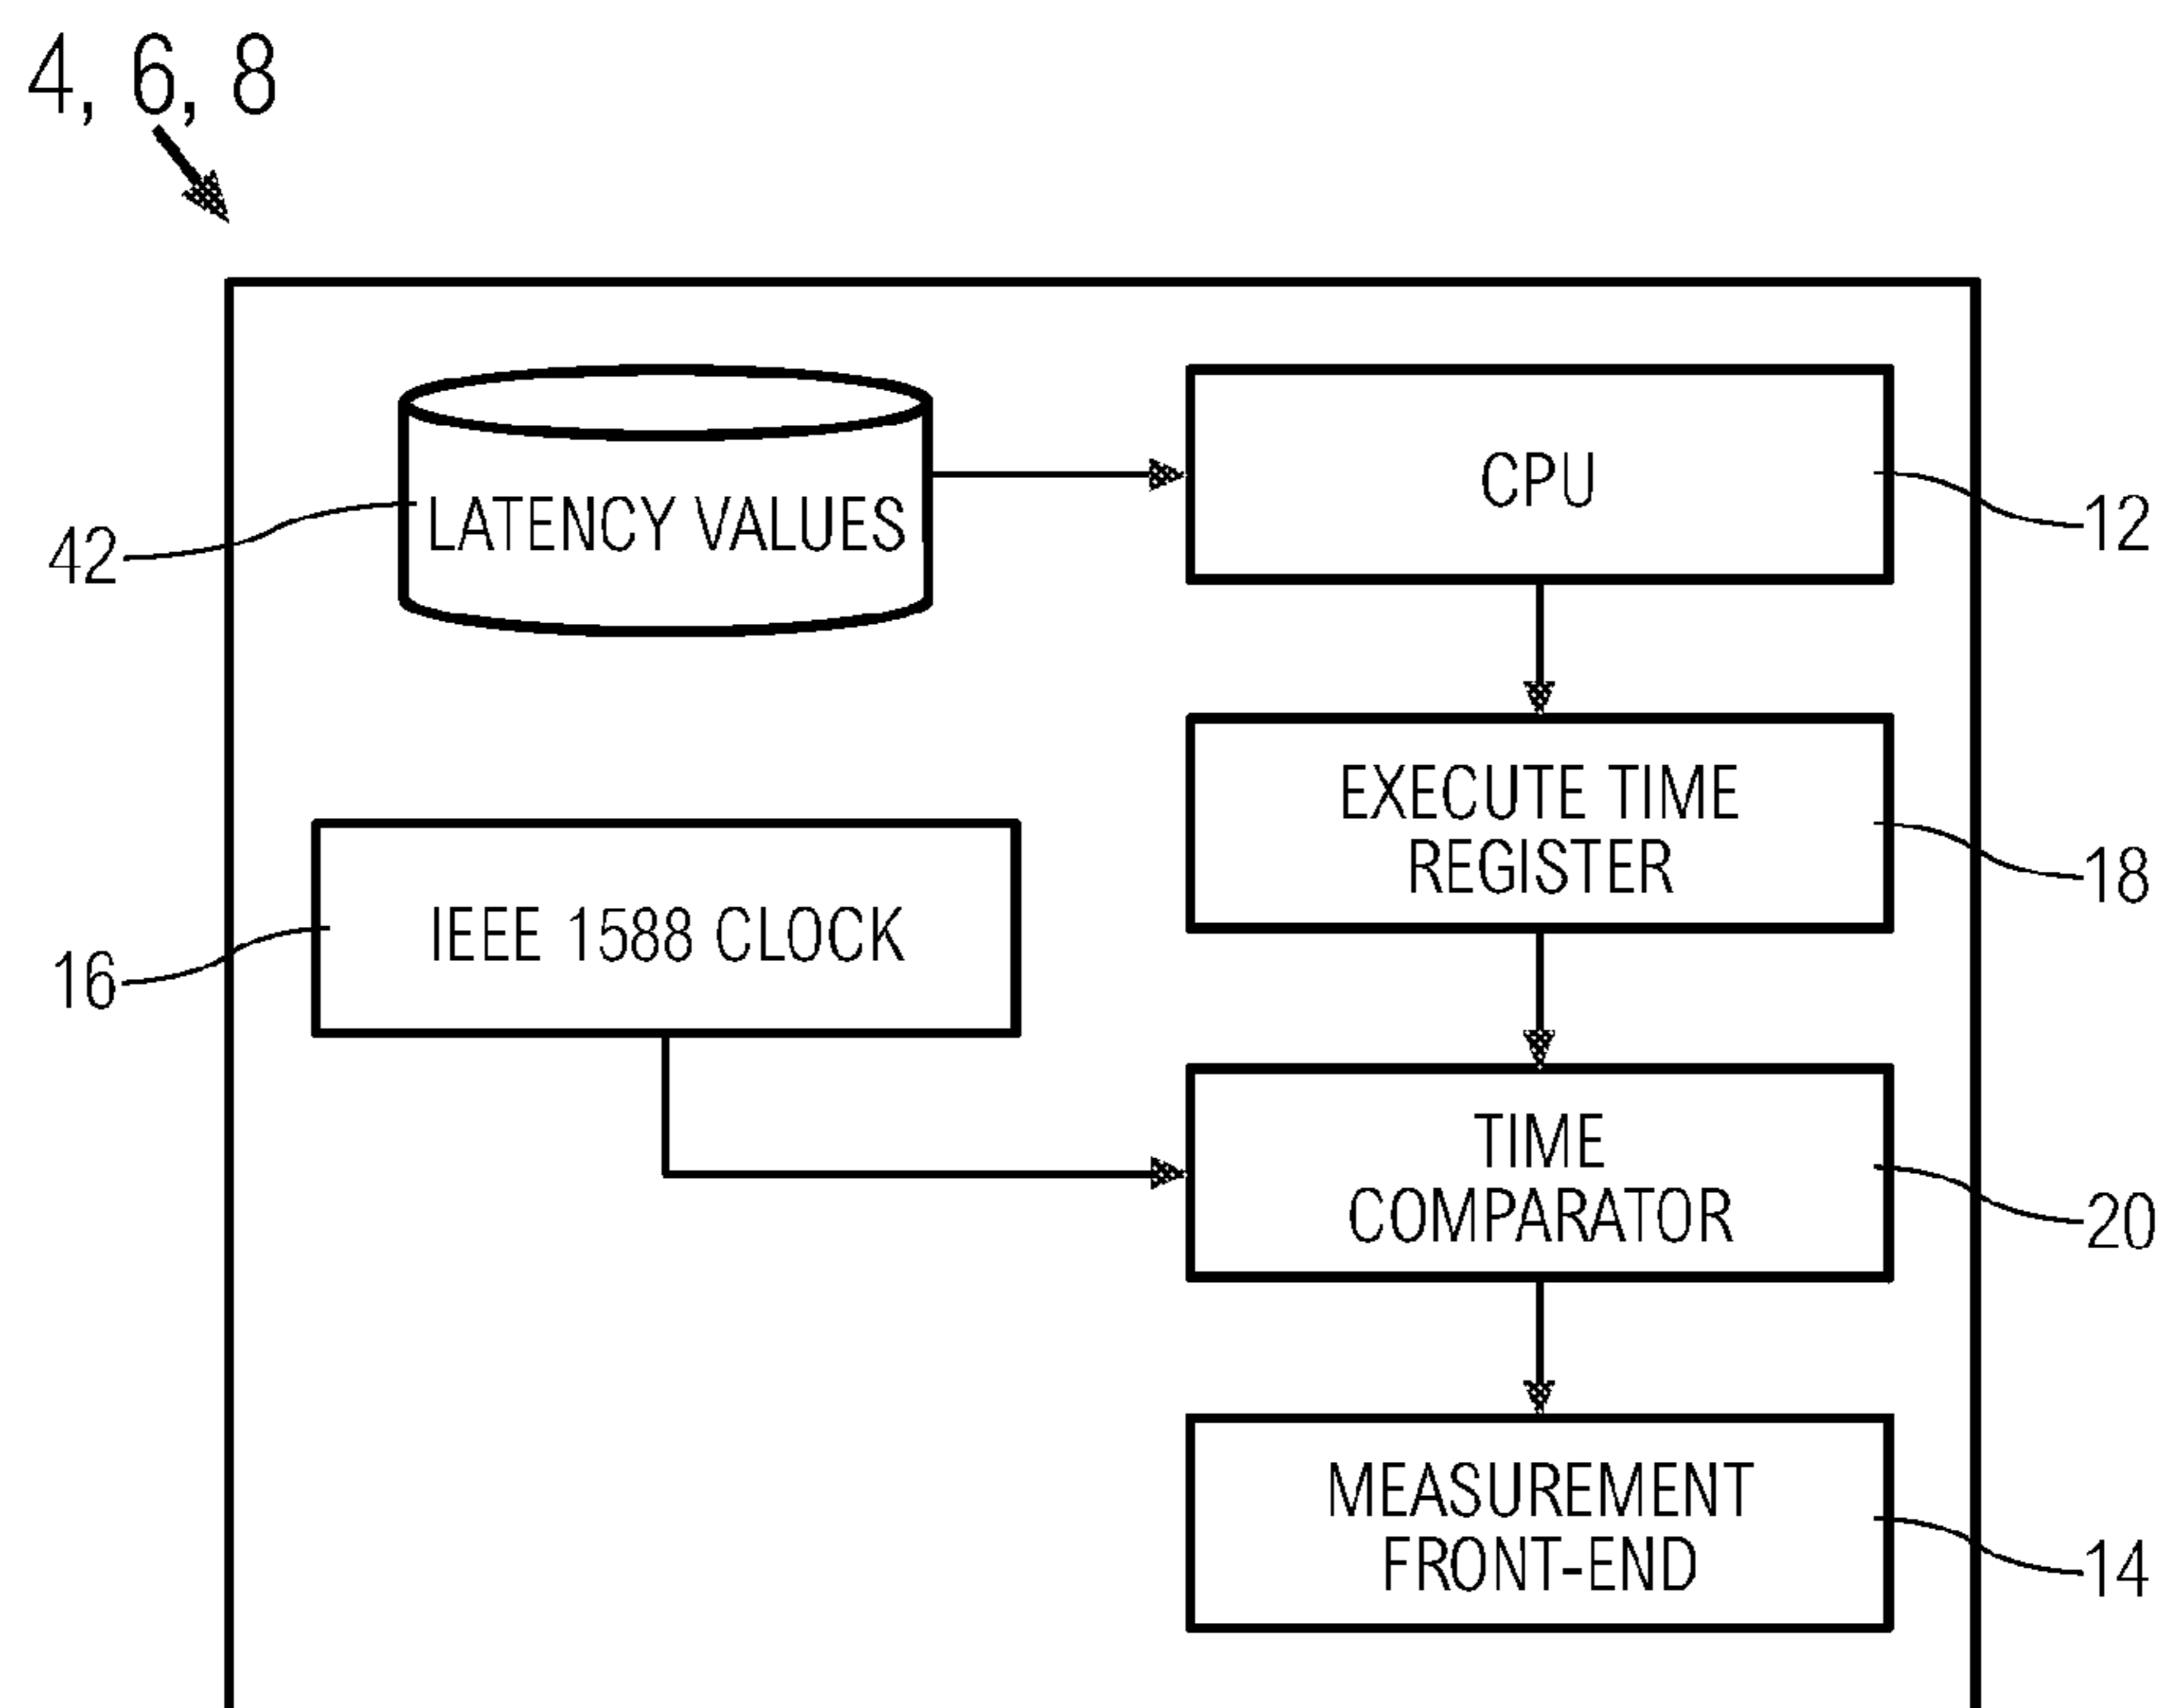 4, 6, 8
LATENCY VALUES
CPU
42
12
EXECUTE TIME
REGISTER
18
IEEE 1588 CLOCK
16
TIME
COMPARATOR
20
MEASUREMENT
FRONT-END
14